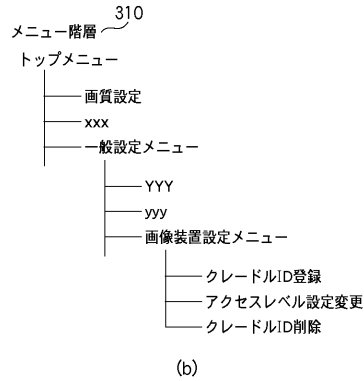 310
メニュー階層
トップメニュー
画質設定
xxx
一般設定メニュー
YYY
yyy
画像装置設定メニュー
クレードルID登録
アクセスレベル設定変更
クレードルID削除
(b)